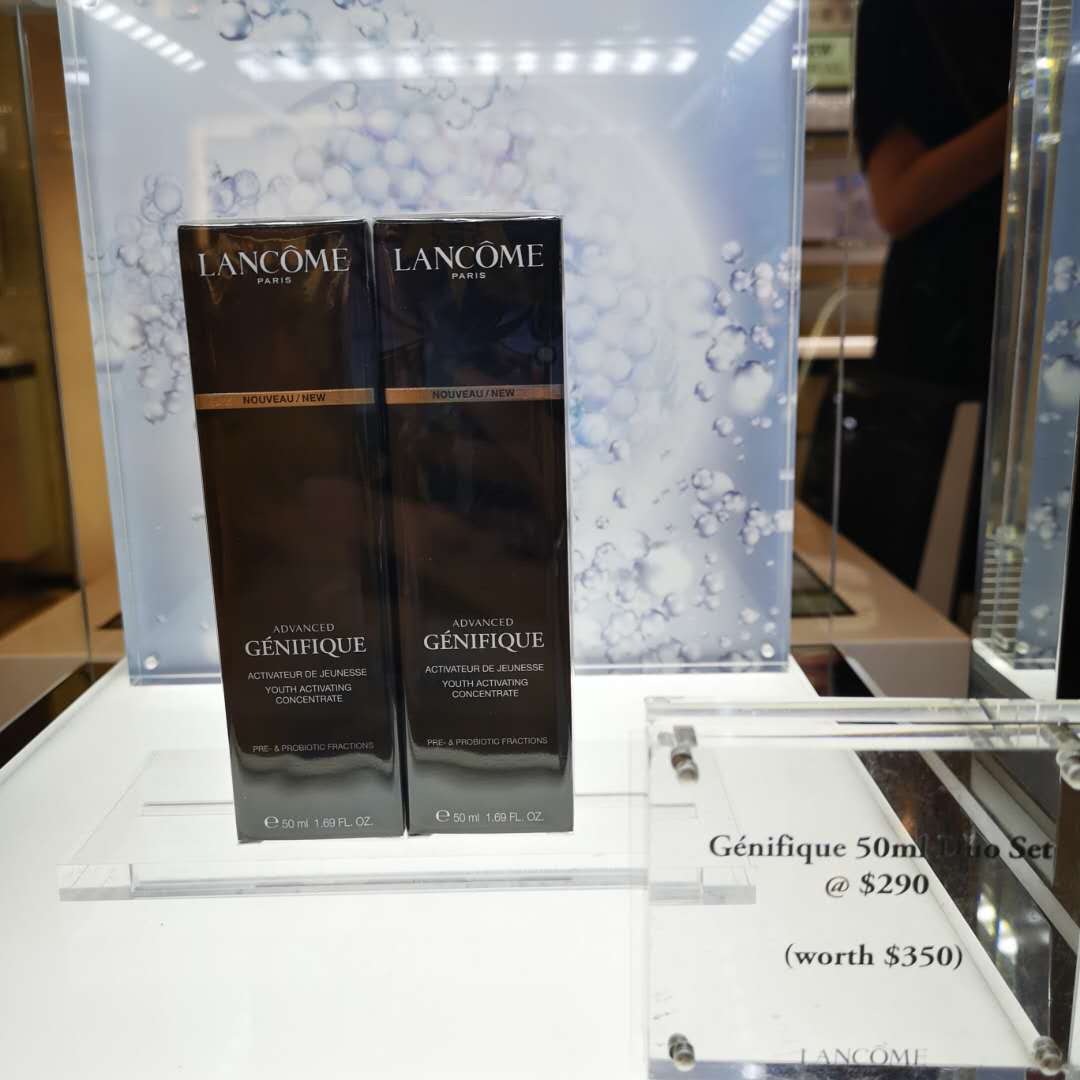 LANCÔME
PARIS
NOUVEAU/NEW
ADVANCED
GÉNIFIQUE
ACTIVATEUR DE JEUNESSE
YOUTH ACTIVATING
CONCENTRATE
PRE- & PROBIOTIC FRACTIONS
e 50 ml 1.69 FL. OZ.
LANCÔME
PARIS
NOUVEAU/NEW
ADVANCED
GÉNIFIQUE
ACTIVATEUR DE JEUNESSE
YOUTH ACTIVATING
CONCENTRATE
PRE- & PROBIOTIC FRACTIONS
e 50 ml 1.69 FL. OZ.
Génifique 50ml Duo Set
@ $290
(worth $350)
LANCÔME